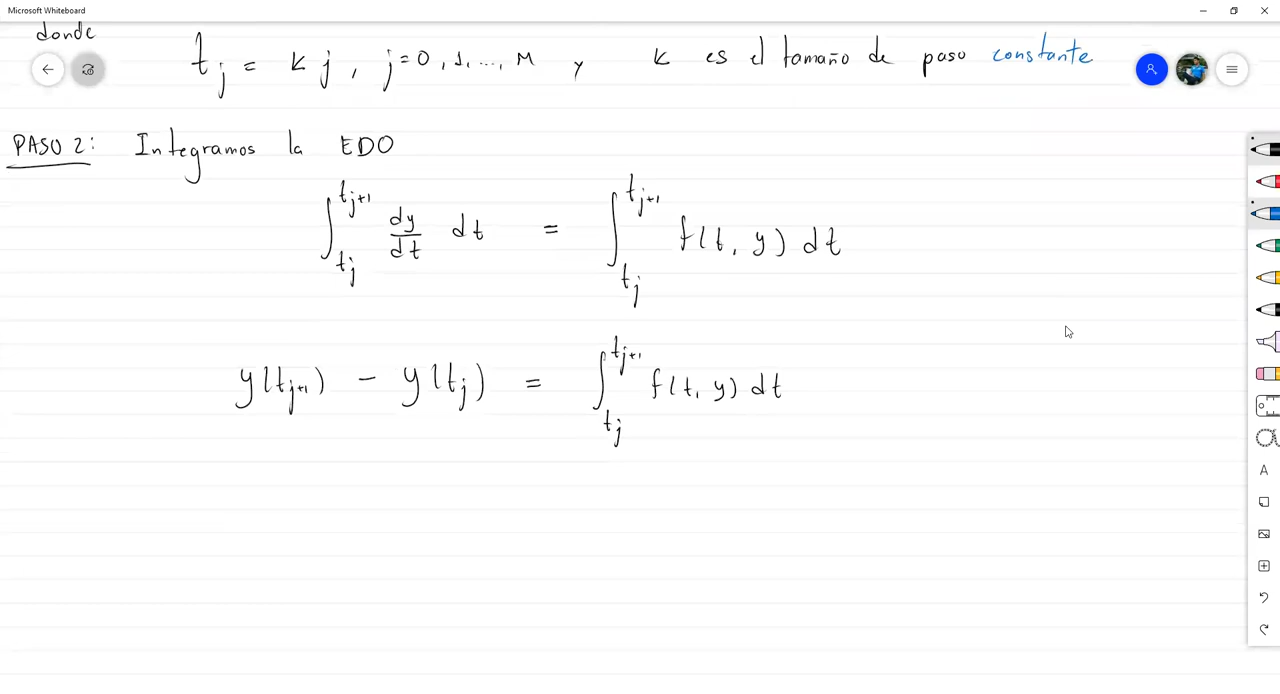 Microsoft Whiteboard
donde
t_j = k j , j=0, 1, ..., M y k es el tamaño de paso constante
PASO 2: Integramos la EDO
∫_{t_j}^{t_{j+1}} dy/dt dt = ∫_{t_j}^{t_{j+1}} f(t, y) dt
y(t_{j+1}) - y(t_j) = ∫_{t_j}^{t_{j+1}} f(t, y) dt
A